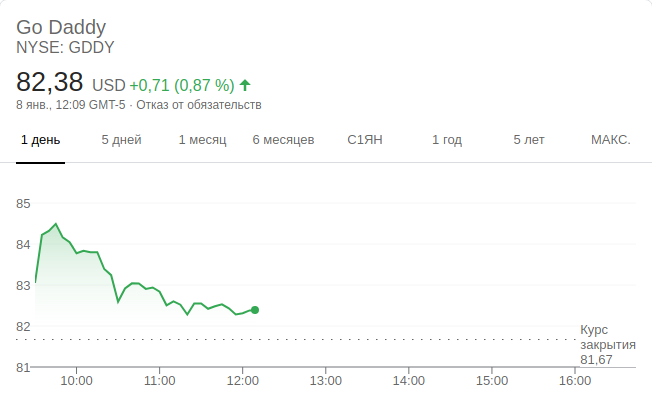 Go Daddy
NYSE: GDDY
82,38 USD +0,71 (0,87 %)
8 янв., 12:09 GMT-5 · Отказ от обязательств
1 день 5 дней 1 месяц 6 месяцев С1ЯН 1 год 5 лет МАКС.
85
84
83
82
Курс
закрытия
81,67
81
10:00 11:00 12:00 13:00 14:00 15:00 16:00